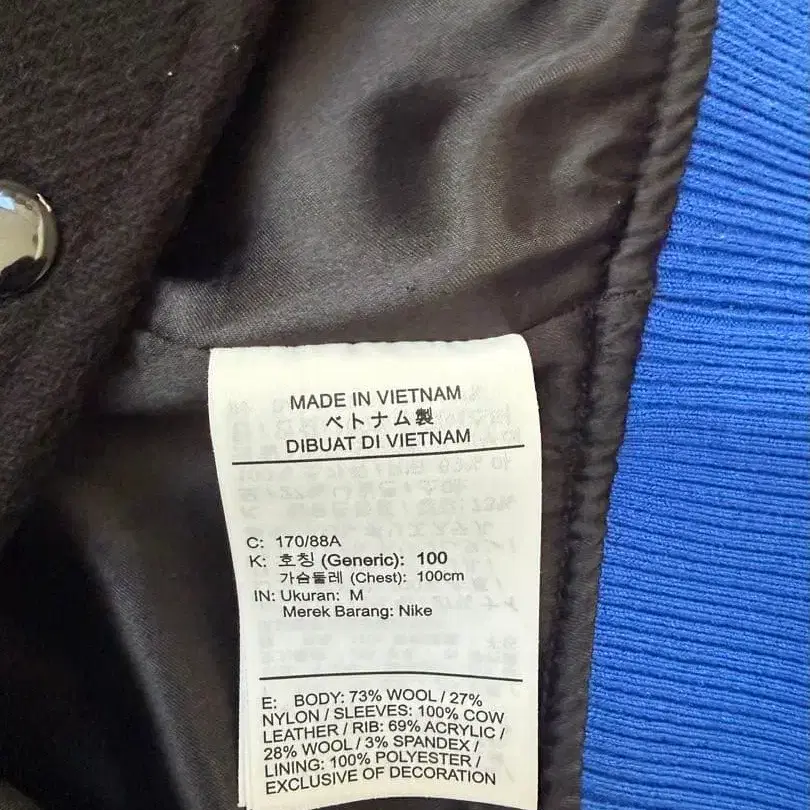 MADE IN VIETNAM
ベトナム製
DIBUAT DI VIETNAM
C: 170/88A
K: 호칭 (Generic): 100
가슴둘레 (Chest): 100cm
IN: Ukuran: M
Merek Barang: Nike
E: BODY: 73% WOOL / 27%
NYLON / SLEEVES: 100% COW
LEATHER / RIB: 69% ACRYLIC /
28% WOOL / 3% SPANDEX /
LINING: 100% POLYESTER /
EXCLUSIVE OF DECORATION